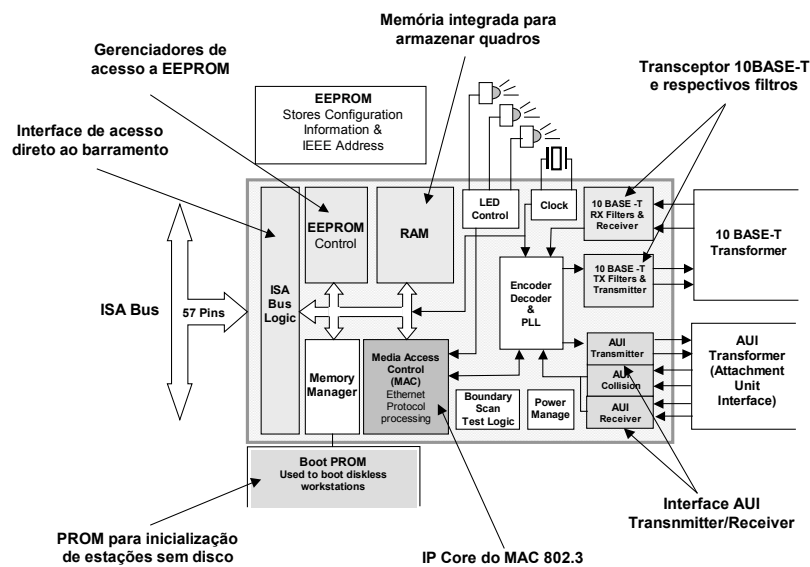 Memória integrada para
armazenar quadros
Gerenciadores de
acesso a EEPROM
Transceptor 10BASE-T
e respectivos filtros
EEPROM
Stores Configuration
Information &
IEEE Address
Interface de acesso
direto ao barramento
LED
Control
Clock
10 BASE -T
RX Filters &
Receiver
10 BASE-T
Transformer
EEPROM
Control
RAM
10 BASE -T
TX Filters &
Transmitter
Encoder
Decoder
&
PLL
ISA
Bus
Logic
ISA Bus
57 Pins
AUI
Transmitter
AUI
Collision
AUI
Receiver
AUI
Transformer
(Attachment
Unit
Interface)
Memory
Manager
Media Access
Control (MAC)
Ethernet
Protocol
processing
Boundary
Scan
Test Logic
Power
Manage
Boot PROM
Used to boot diskless
workstations
Interface AUI
Transnmitter/Receiver
PROM para inicialização
de estações sem disco
IP Core do MAC 802.3